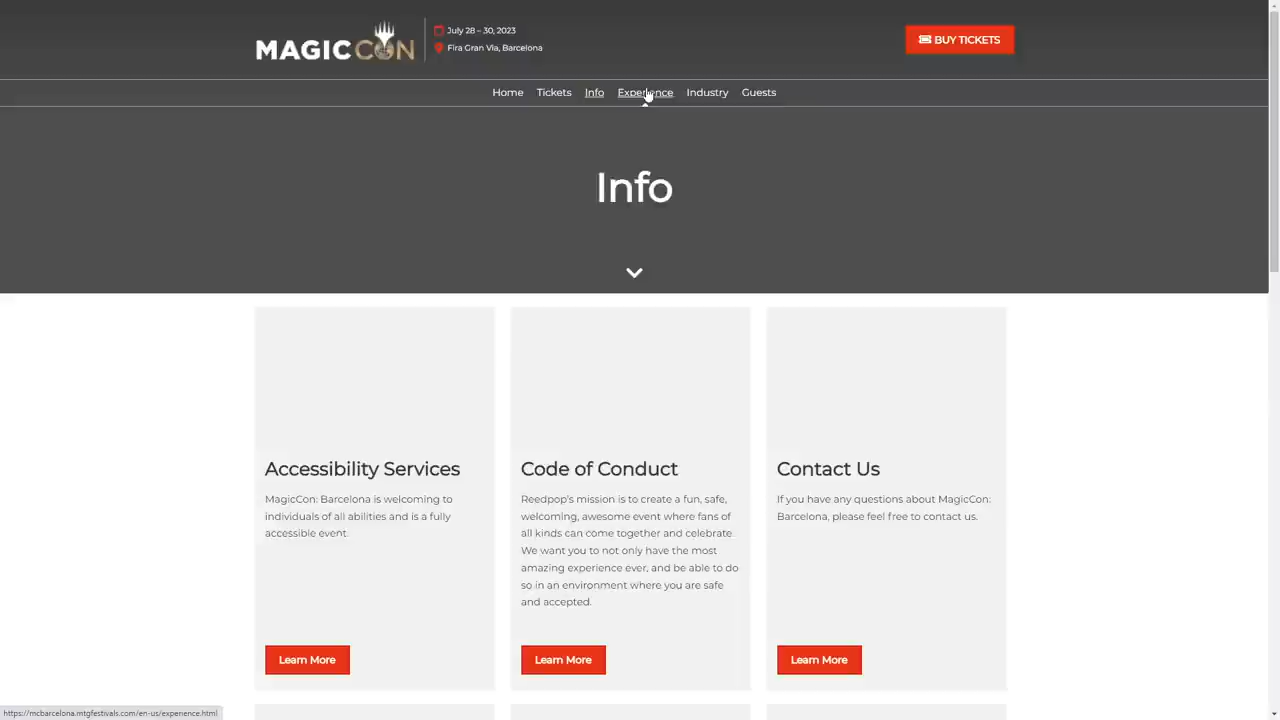 MAGICCON
July 28 – 30, 2023
Fira Gran Via, Barcelona
BUY TICKETS
Home Tickets Info Experience Industry Guests
Info
Accessibility Services
MagicCon: Barcelona is welcoming to
individuals of all abilities and is a fully
accessible event.
Learn More
Code of Conduct
Reedpop's mission is to create a fun, safe,
welcoming, awesome event where fans of
all kinds can come together and celebrate.
We want you to not only have the most
amazing experience ever, and be able to do
so in an environment where you are safe
and accepted.
Learn More
Contact Us
If you have any questions about MagicCon:
Barcelona, please feel free to contact us.
Learn More
https://mcbarcelona.mtgfestivals.com/en-us/experience.html